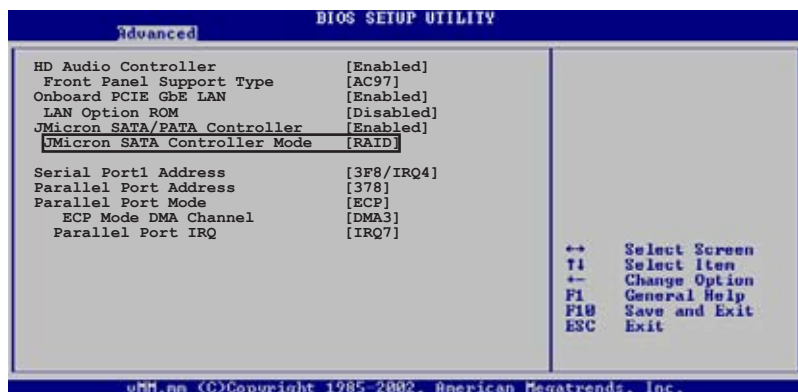 BIOS SETUP UTILITY
Advanced
HD Audio Controller [Enabled]
Front Panel Support Type [AC97]
Onboard PCIE GbE LAN [Enabled]
LAN Option ROM [Disabled]
JMicron SATA/PATA Controller [Enabled]
JMicron SATA Controller Mode [RAID]
Serial Port1 Address [3F8/IRQ4]
Parallel Port Address [378]
Parallel Port Mode [ECP]
ECP Mode DMA Channel [DMA3]
Parallel Port IRQ [IRQ7]
↔ Select Screen
↑↓ Select Item
+- Change Option
F1 General Help
F10 Save and Exit
ESC Exit
vMM.mm (C)Copyright 1985-2002, American Megatrends, Inc.